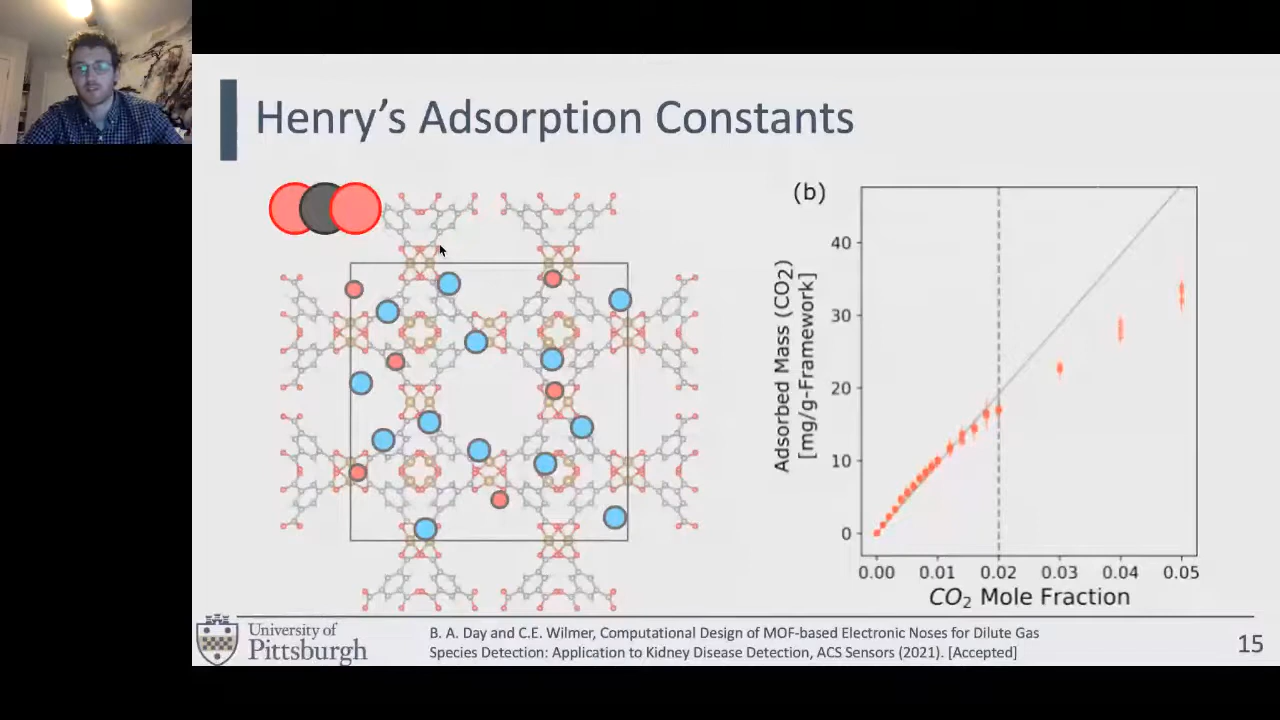 Henry's Adsorption Constants
(b)
Adsorbed Mass (CO2)
[mg/g-Framework]
40
30
20
10
0
0.00 0.01 0.02 0.03 0.04 0.05
CO2 Mole Fraction
University of
Pittsburgh
B. A. Day and C.E. Wilmer, Computational Design of MOF-based Electronic Noses for Dilute Gas
Species Detection: Application to Kidney Disease Detection, ACS Sensors (2021). [Accepted]
15